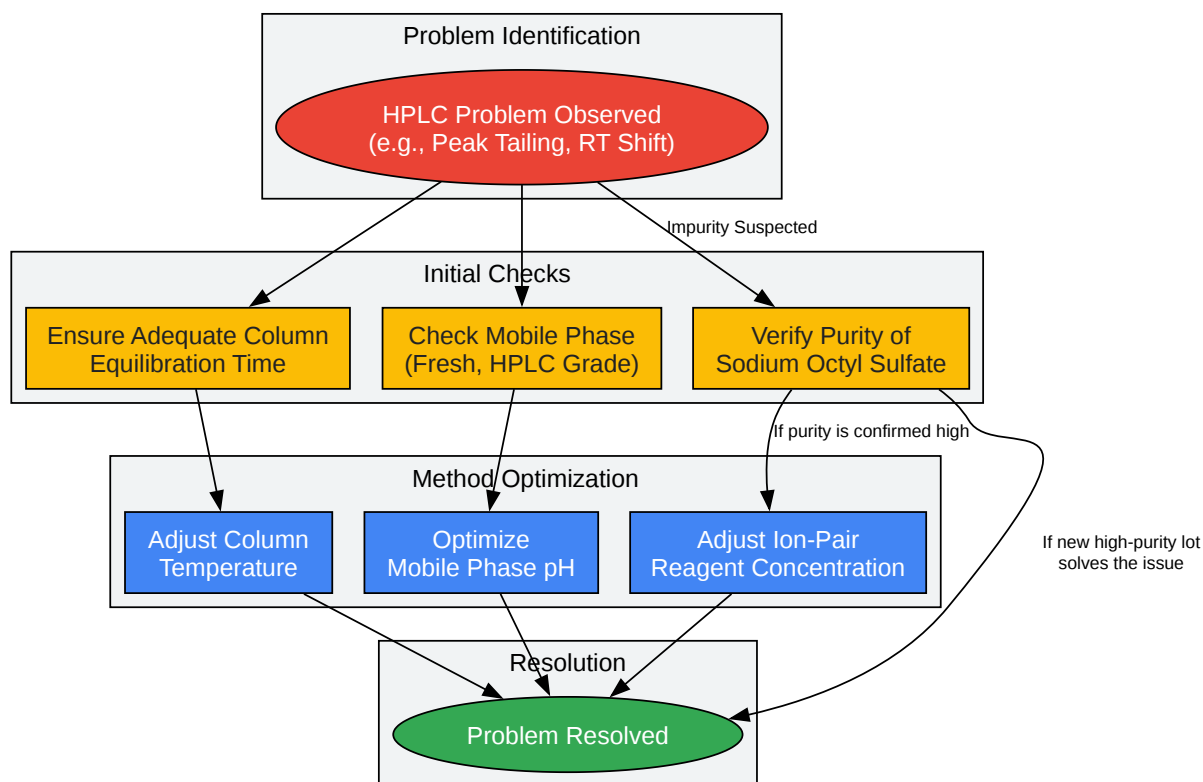 Problem Identification
HPLC Problem Observed
(e.g., Peak Tailing, RT Shift)
Impurity Suspected
Initial Checks
Ensure Adequate Column
Equilibration Time
Check Mobile Phase
(Fresh, HPLC Grade)
Verify Purity of
Sodium Octyl Sulfate
If purity is confirmed high
Method Optimization
Adjust Column
Temperature
Optimize
Mobile Phase pH
Adjust Ion-Pair
Reagent Concentration
If new high-purity lot
solves the issue
Resolution
Problem Resolved